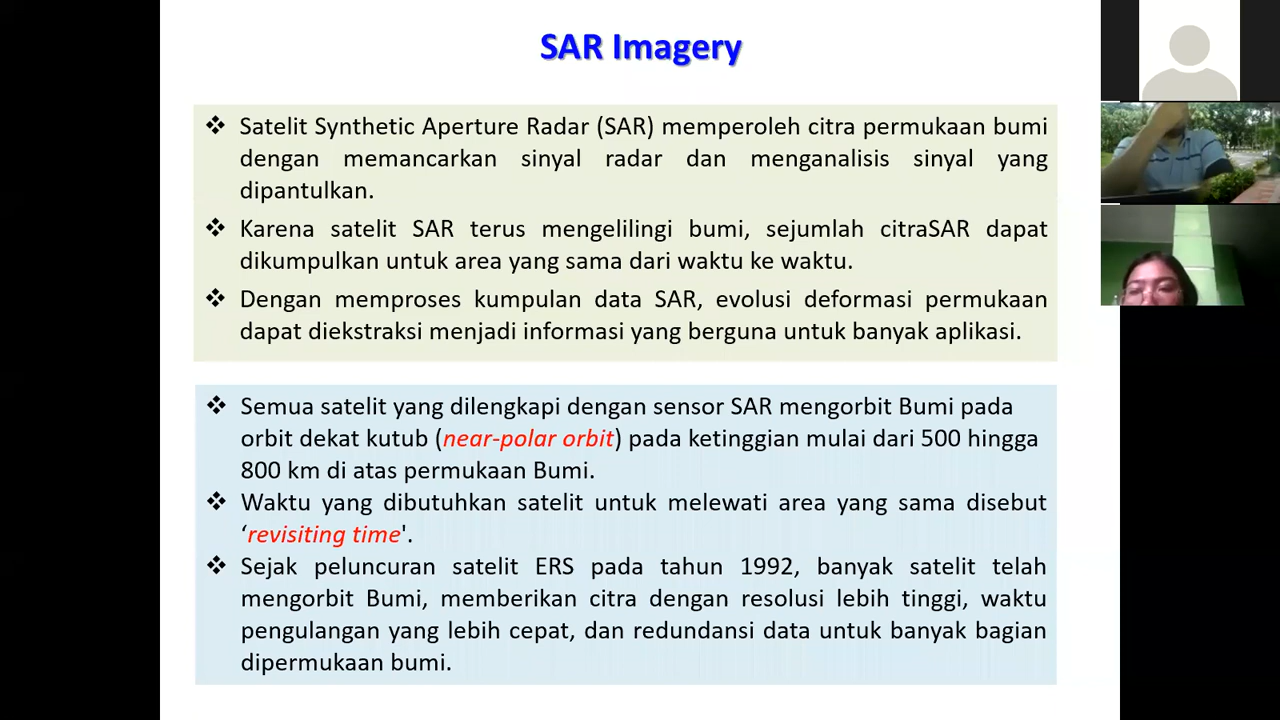 SAR Imagery
❖ Satelit Synthetic Aperture Radar (SAR) memperoleh citra permukaan bumi
dengan memancarkan sinyal radar dan menganalisis sinyal yang
dipantulkan.
❖ Karena satelit SAR terus mengelilingi bumi, sejumlah citraSAR dapat
dikumpulkan untuk area yang sama dari waktu ke waktu.
❖ Dengan memproses kumpulan data SAR, evolusi deformasi permukaan
dapat diekstraksi menjadi informasi yang berguna untuk banyak aplikasi.
❖ Semua satelit yang dilengkapi dengan sensor SAR mengorbit Bumi pada
orbit dekat kutub (near-polar orbit) pada ketinggian mulai dari 500 hingga
800 km di atas permukaan Bumi.
❖ Waktu yang dibutuhkan satelit untuk melewati area yang sama disebut
‘revisiting time'.
❖ Sejak peluncuran satelit ERS pada tahun 1992, banyak satelit telah
mengorbit Bumi, memberikan citra dengan resolusi lebih tinggi, waktu
pengulangan yang lebih cepat, dan redundansi data untuk banyak bagian
dipermukaan bumi.